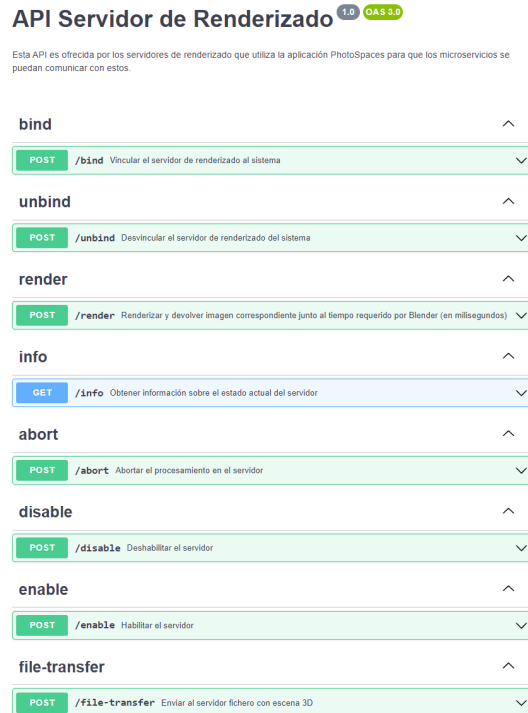 API Servidor de Renderizado 1.0 OAS 3.0
Esta API es ofrecida por los servidores de renderizado que utiliza la aplicación PhotoSpaces para que los microservicios se
puedan comunicar con estos.
bind
POST /bind Vincular el servidor de renderizado al sistema
unbind
POST /unbind Desvincular el servidor de renderizado del sistema
render
POST /render Renderizar y devolver imagen correspondiente junto al tiempo requerido por Blender (en milisegundos)
info
GET /info Obtener información sobre el estado actual del servidor
abort
POST /abort Abortar el procesamiento en el servidor
disable
POST /disable Deshabilitar el servidor
enable
POST /enable Habilitar el servidor
file-transfer
POST /file-transfer Enviar al servidor fichero con escena 3D